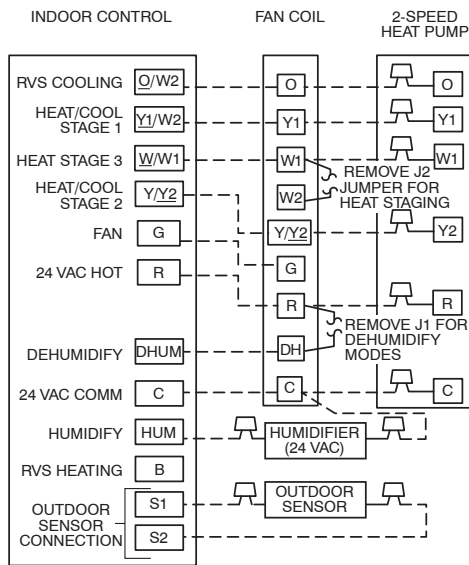 INDOOR CONTROL
FAN COIL
2-SPEED
HEAT PUMP
RVS COOLING
O/W2
O
O
HEAT/COOL
STAGE 1
Y1/W2
Y1
Y1
HEAT STAGE 3
W/W1
W1
W1
REMOVE J2
JUMPER FOR
HEAT STAGING
W2
HEAT/COOL
STAGE 2
Y/Y2
Y/Y2
Y2
FAN
G
G
24 VAC HOT
R
R
R
REMOVE J1 FOR
DEHUMIDIFY
MODES
DEHUMIDIFY
DHUM
DH
24 VAC COMM
C
C
C
HUMIDIFY
HUM
HUMIDIFIER
(24 VAC)
RVS HEATING
B
OUTDOOR
SENSOR
CONNECTION
S1
S2
OUTDOOR
SENSOR